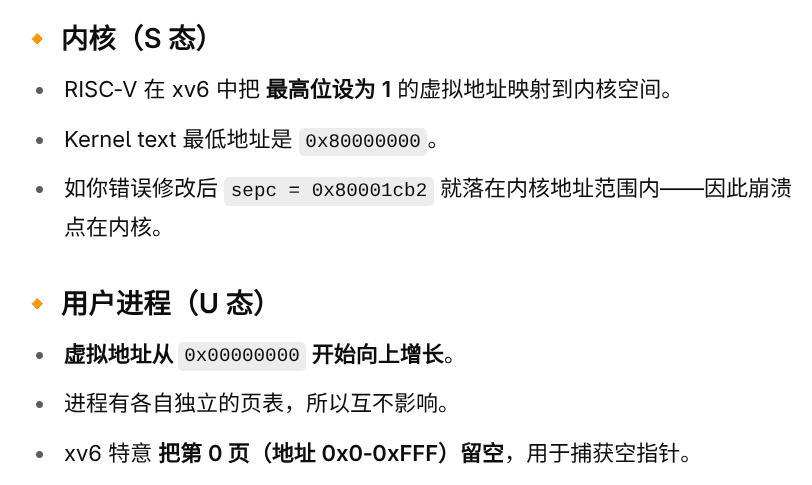 内核（S 态）
RISC-V 在 xv6 中把 最高位设为 1 的虚拟地址映射到内核空间。
Kernel text 最低地址是 0x80000000。
如你错误修改后 sepc = 0x80001cb2 就落在内核地址范围内——因此崩溃
点在内核。
用户进程（U 态）
虚拟地址从 0x00000000 开始向上增长。
进程有各自独立的页表，所以互不影响。
xv6 特意 把第 0 页（地址 0x0-0xFFF）留空，用于捕获空指针。